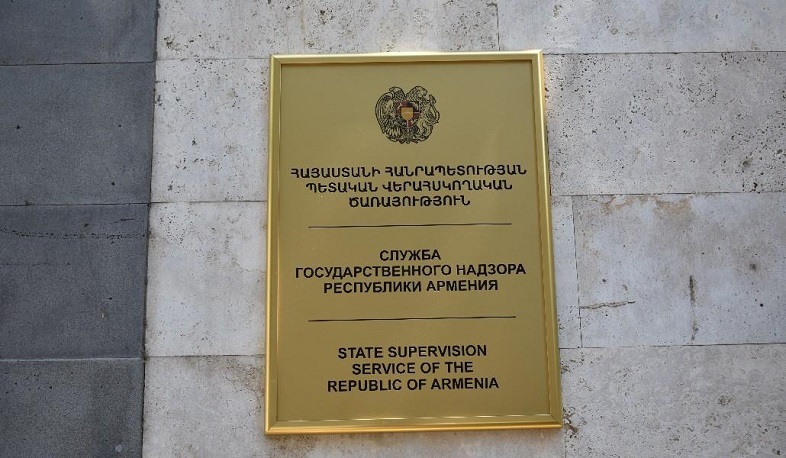 ՀԱՅԱՍՏԱՆԻ ՀԱՆՐԱՊԵՏՈՒԹՅԱՆ
ՊԵՏԱԿԱՆ ՎԵՐԱՀՍԿՈՂԱԿԱՆ
ԾԱՌԱՅՈՒԹՅՈՒՆ
СЛУЖБА
ГОСУДАРСТВЕННОГО НАДЗОРА
РЕСПУБЛИКИ АРМЕНИЯ
STATE SUPERVISION
SERVICE OF THE
REPUBLIC OF ARMENIA